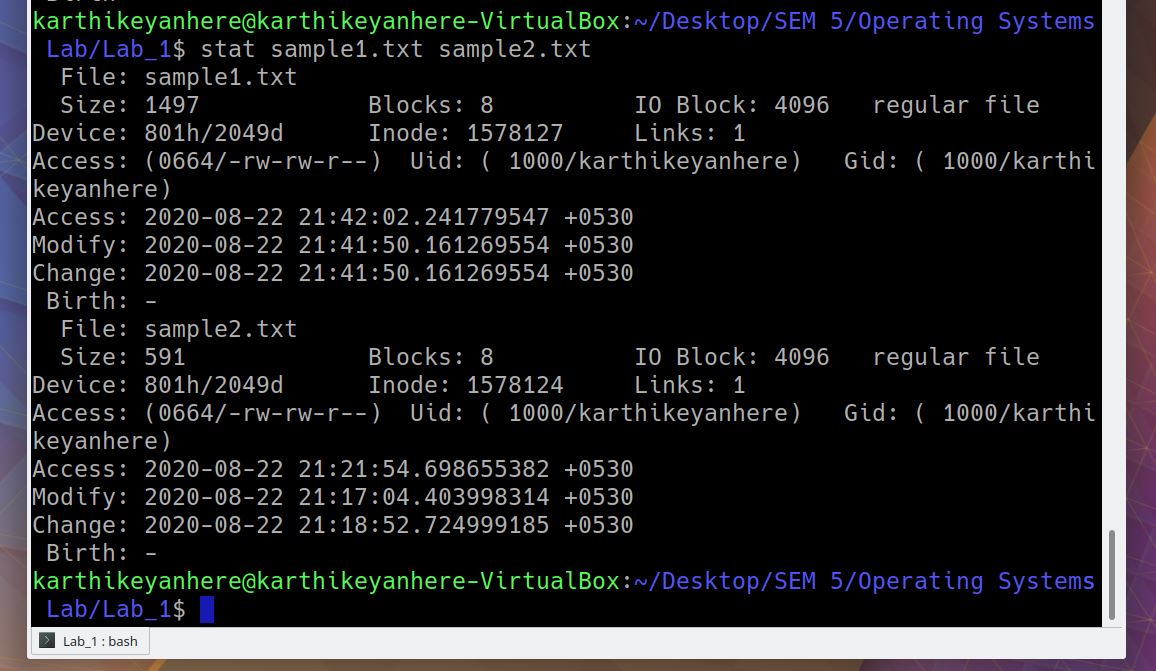 karthikeyanhere@karthikeyanhere-VirtualBox:~/Desktop/SEM 5/Operating Systems
Lab/Lab_1$ stat sample1.txt sample2.txt
File: sample1.txt
Size: 1497 Blocks: 8 IO Block: 4096 regular file
Device: 801h/2049d Inode: 1578127 Links: 1
Access: (0664/-rw-rw-r--) Uid: ( 1000/karthikeyanhere) Gid: ( 1000/karthi
keyanhere)
Access: 2020-08-22 21:42:02.241779547 +0530
Modify: 2020-08-22 21:41:50.161269554 +0530
Change: 2020-08-22 21:41:50.161269554 +0530
Birth: -
File: sample2.txt
Size: 591 Blocks: 8 IO Block: 4096 regular file
Device: 801h/2049d Inode: 1578124 Links: 1
Access: (0664/-rw-rw-r--) Uid: ( 1000/karthikeyanhere) Gid: ( 1000/karthi
keyanhere)
Access: 2020-08-22 21:21:54.698655382 +0530
Modify: 2020-08-22 21:17:04.403998314 +0530
Change: 2020-08-22 21:18:52.724999185 +0530
Birth: -
karthikeyanhere@karthikeyanhere-VirtualBox:~/Desktop/SEM 5/Operating Systems
Lab/Lab_1$
Lab_1 : bash